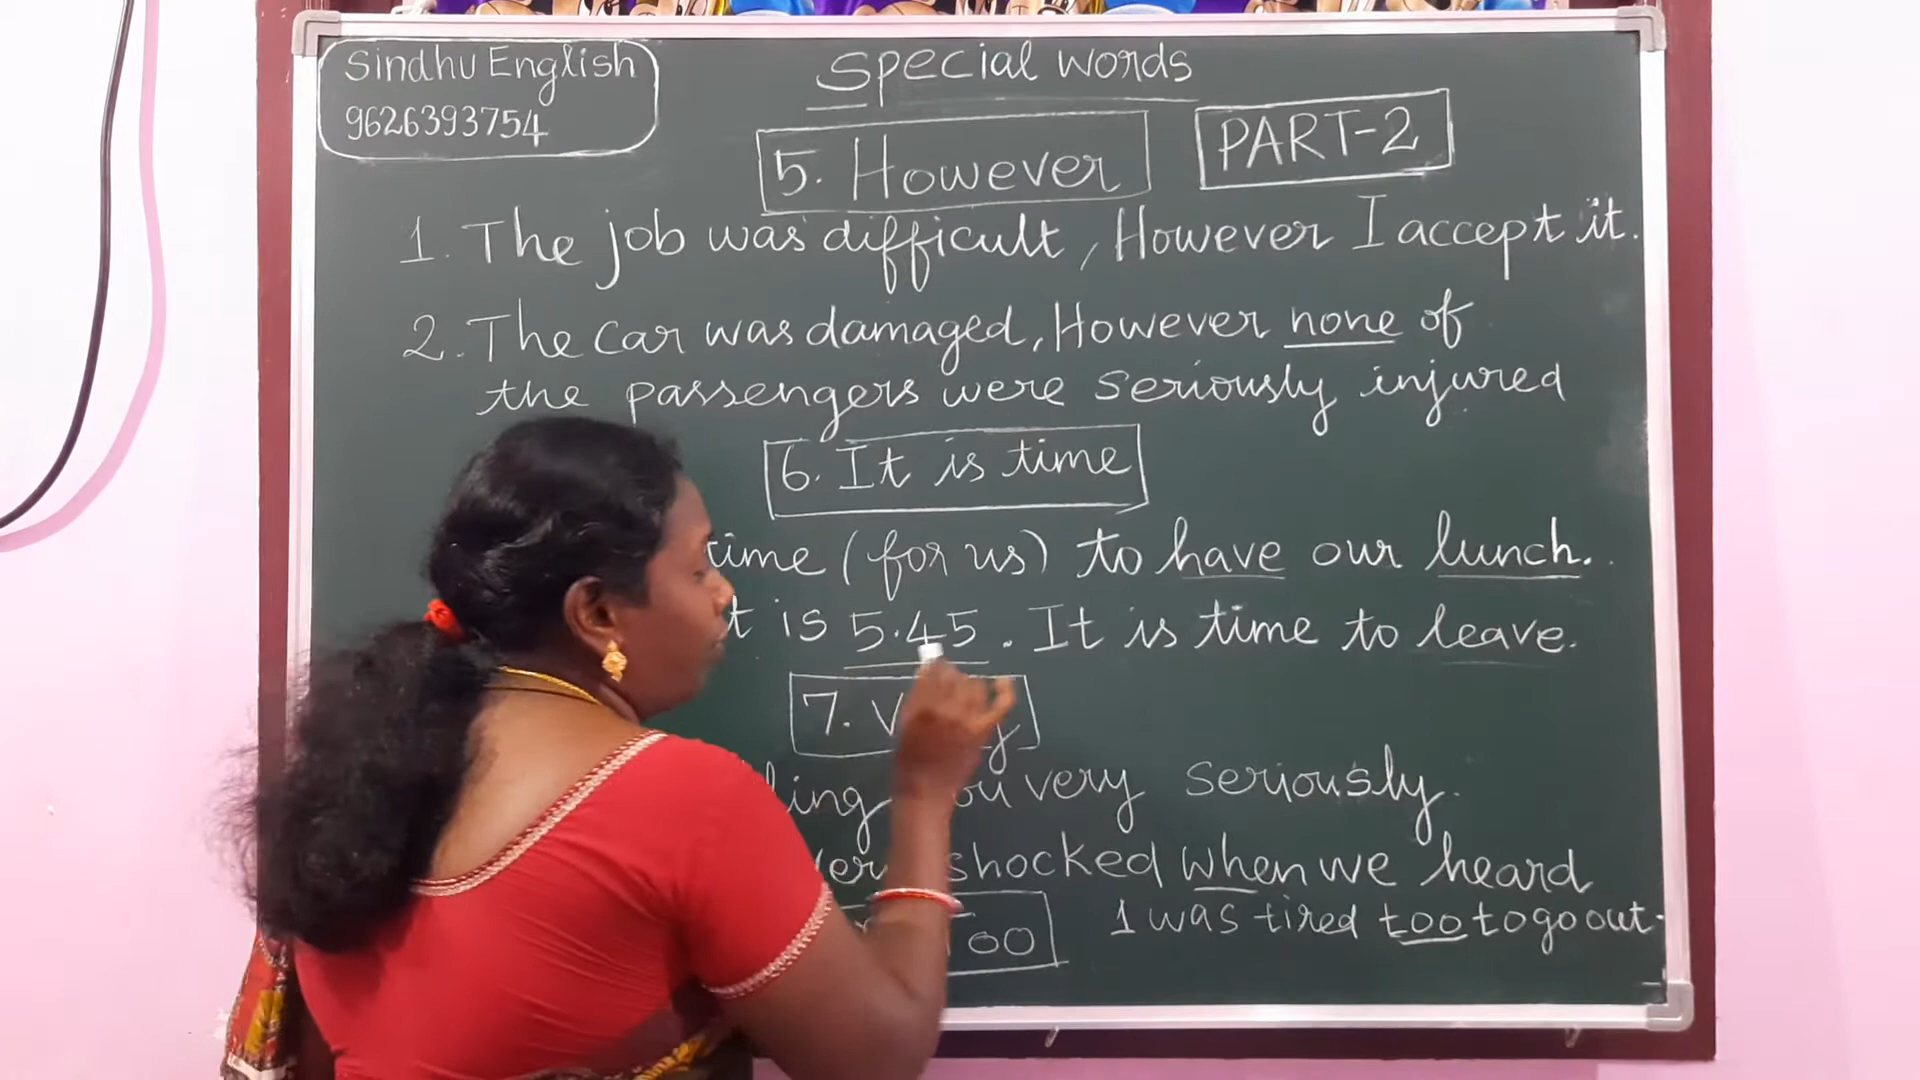 Sindhu English
9626393754
Special words
5. However
PART-2
1. The job was difficult, However I accept it.
2. The car was damaged, However none of
the passengers were seriously injured
6. It is time
time (for us) to have our lunch.
is 5.45. It is time to leave.
7.
very seriously.
shocked when we heard
Too
I was tired too to go out.